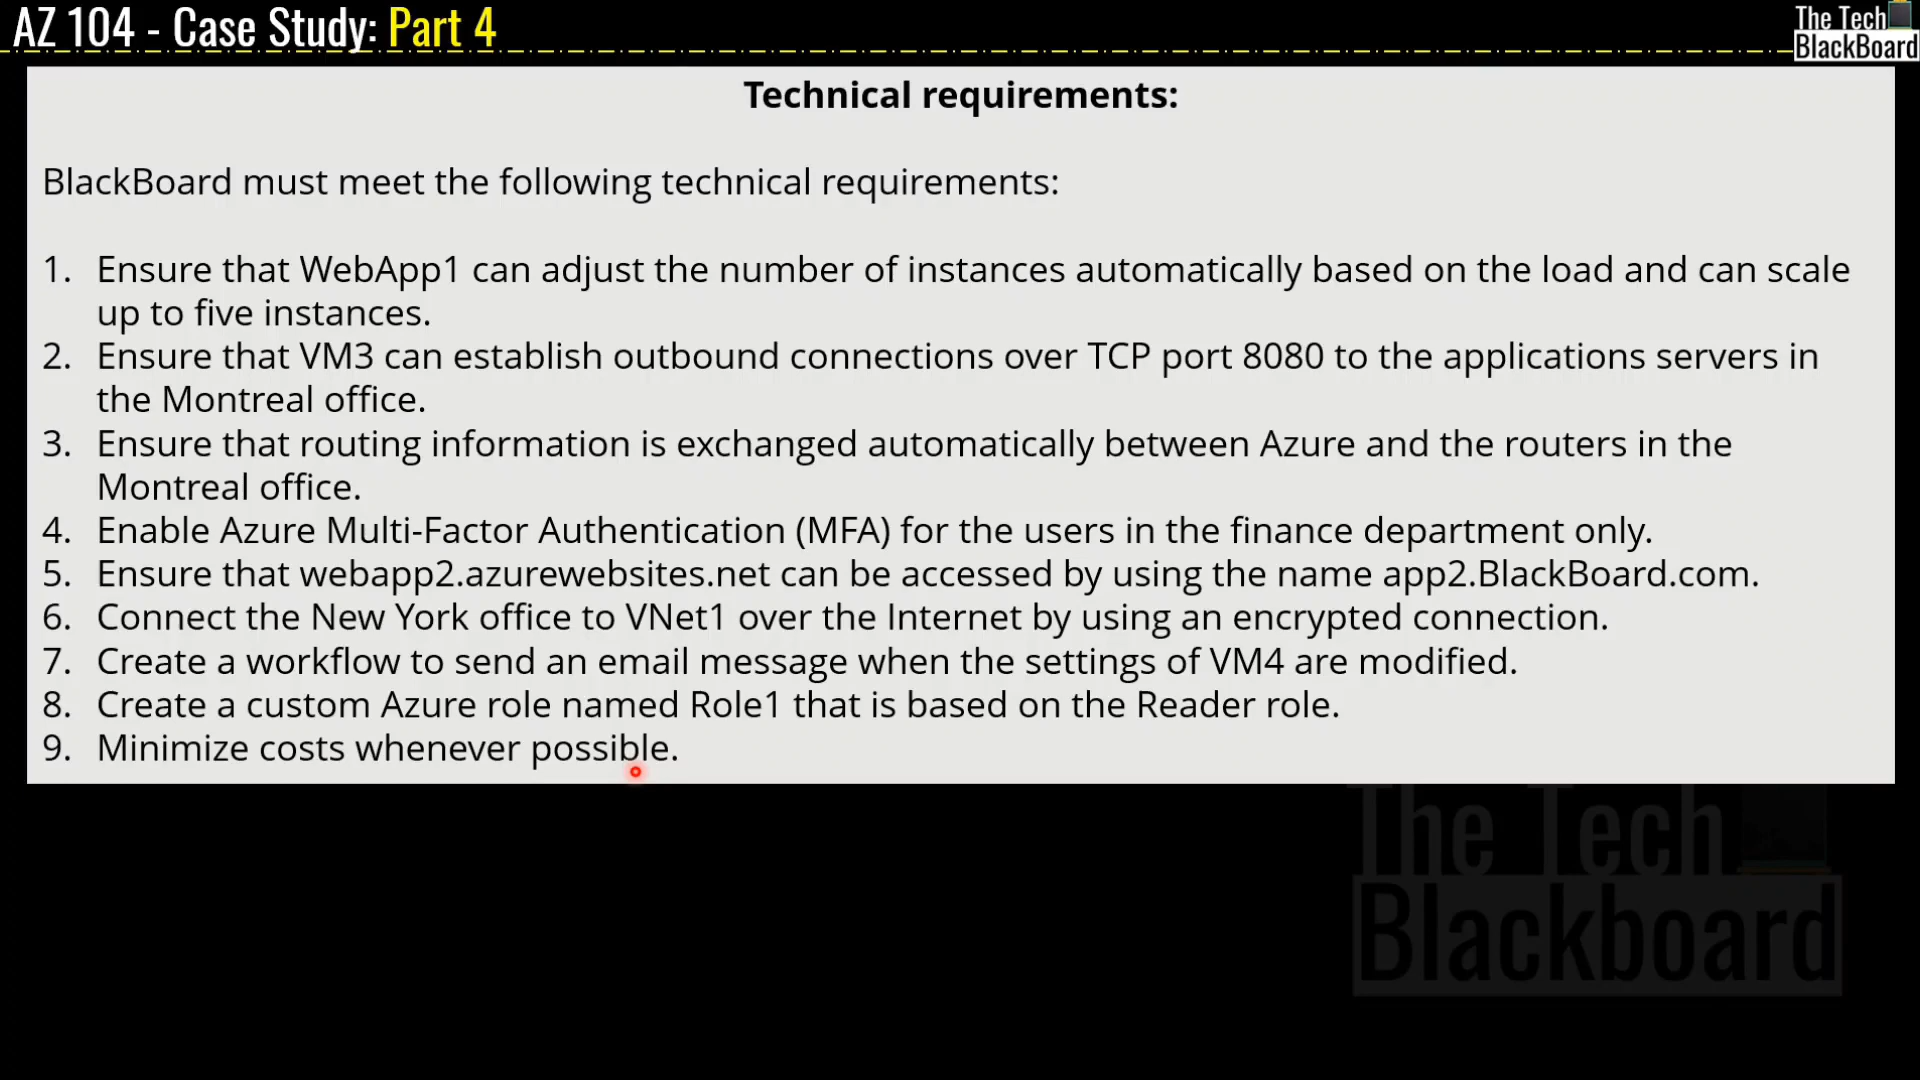 AZ 104 - Case Study: Part 4
The Tech
BlackBoard
Technical requirements:
BlackBoard must meet the following technical requirements:
1. Ensure that WebApp1 can adjust the number of instances automatically based on the load and can scale
up to five instances.
2. Ensure that VM3 can establish outbound connections over TCP port 8080 to the applications servers in
the Montreal office.
3. Ensure that routing information is exchanged automatically between Azure and the routers in the
Montreal office.
4. Enable Azure Multi-Factor Authentication (MFA) for the users in the finance department only.
5. Ensure that webapp2.azurewebsites.net can be accessed by using the name app2.BlackBoard.com.
6. Connect the New York office to VNet1 over the Internet by using an encrypted connection.
7. Create a workflow to send an email message when the settings of VM4 are modified.
8. Create a custom Azure role named Role1 that is based on the Reader role.
9. Minimize costs whenever possible.
The Tech
Blackboard